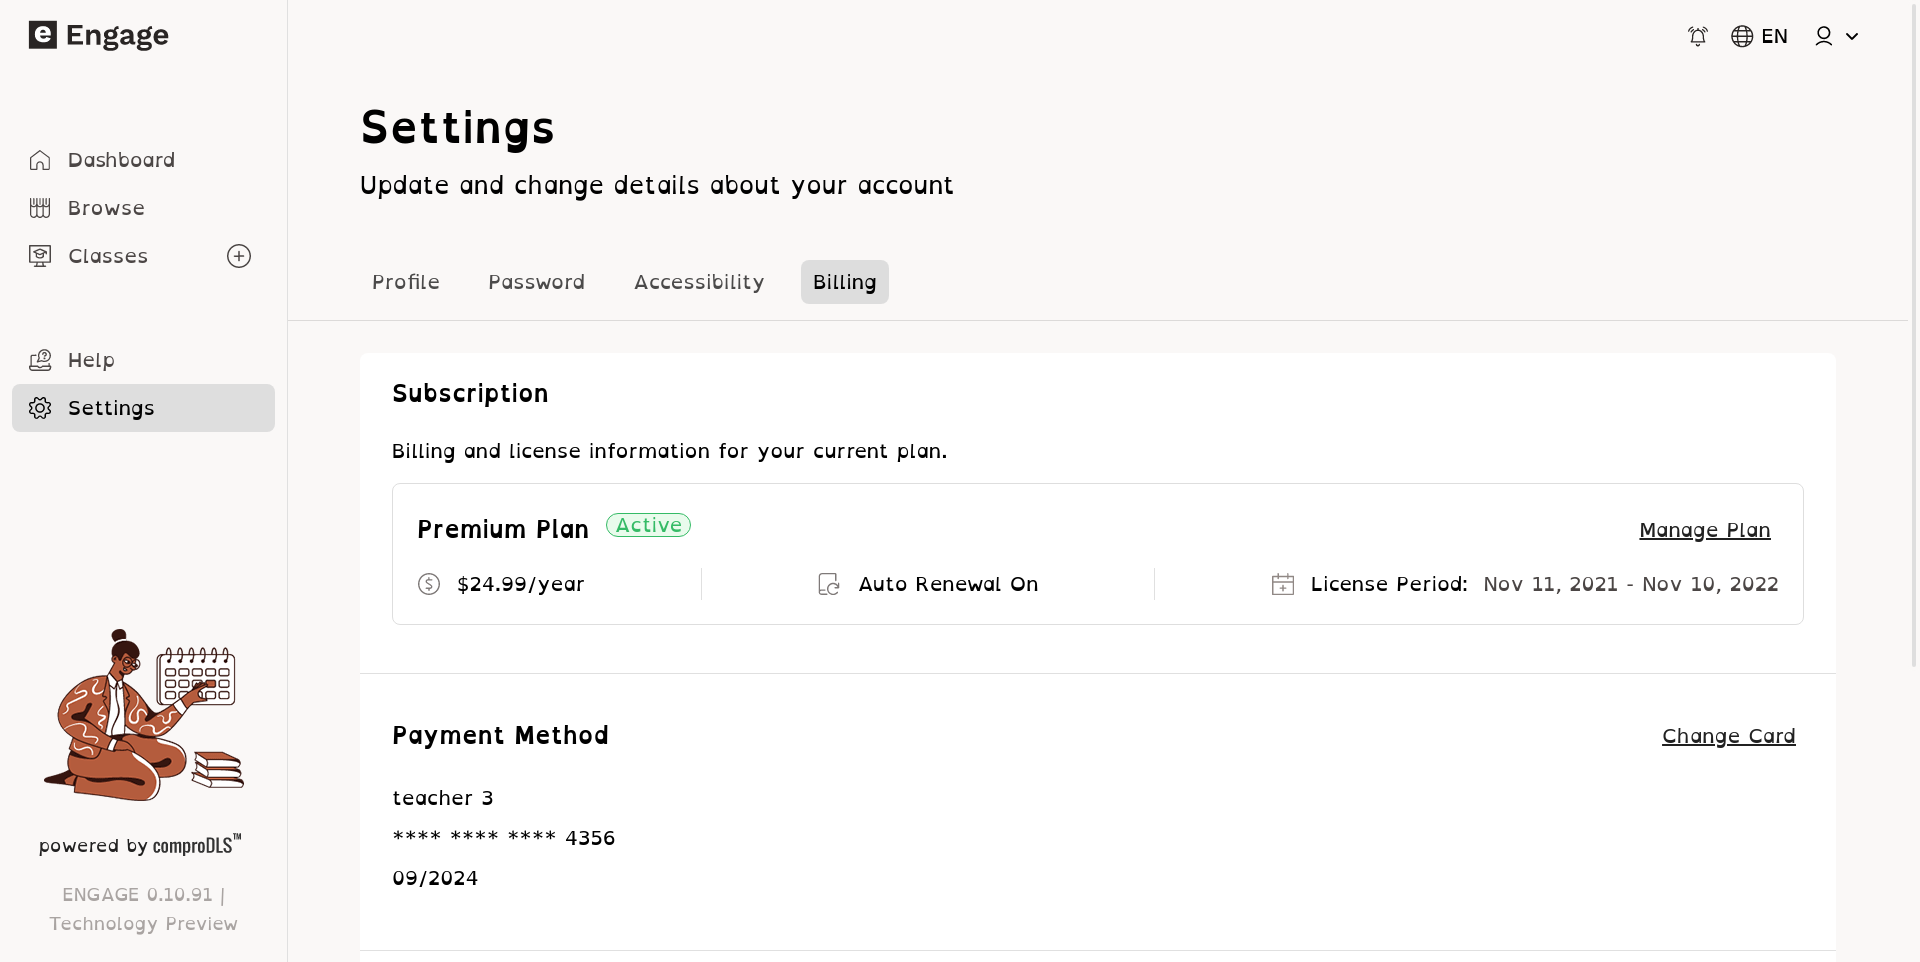 e Engage
EN
Dashboard
Browse
Classes
Help
Settings
powered by comproDLS™
ENGAGE 0.10.91 |
Technology Preview
Settings
Update and change details about your account
Profile Password Accessibility Billing
Subscription
Billing and license information for your current plan.
Premium Plan Active Manage Plan
$24.99/year Auto Renewal On License Period: Nov 11, 2021 - Nov 10, 2022
Payment Method Change Card
teacher 3
**** **** **** 4356
09/2024